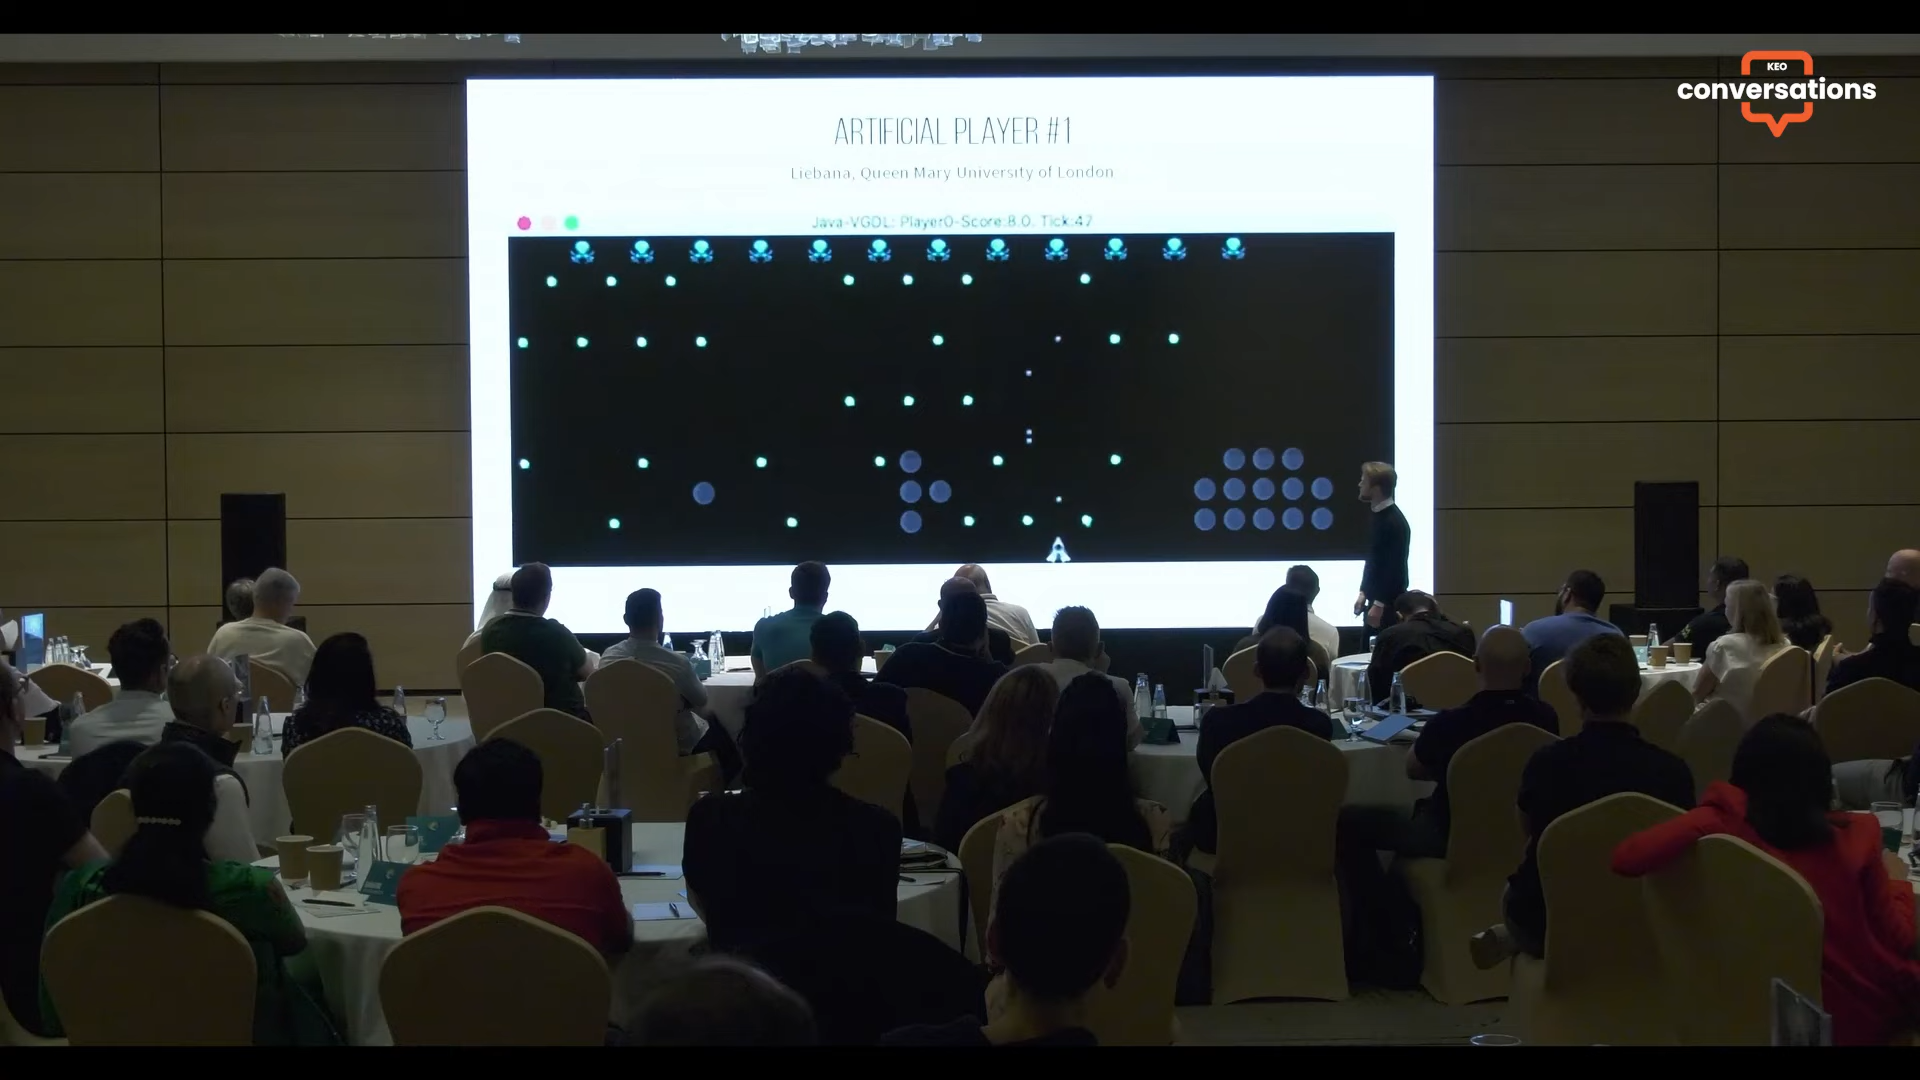 KEO
conversations
ARTIFICIAL PLAYER #1
Liebana, Queen Mary University of London
Java-VGDL: Player0-Score:8.0. Tick:47